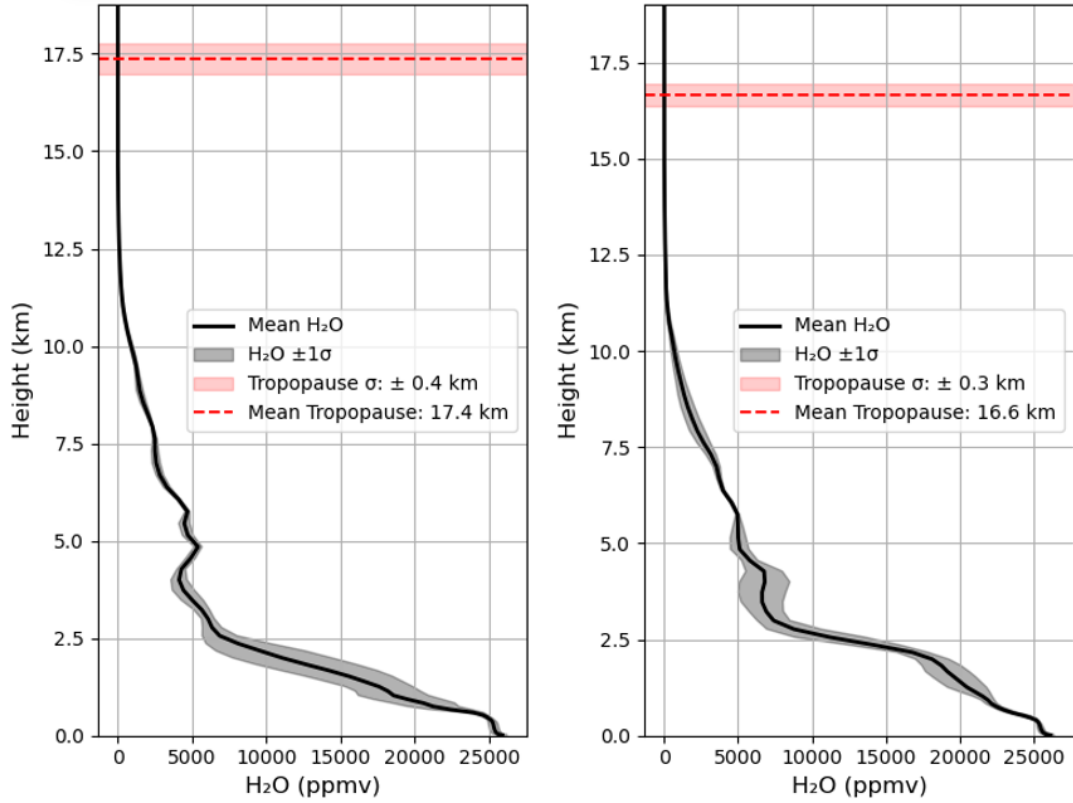 17.5
15.0
12.5
10.0
7.5
5.0
2.5
0.0
Height (km)
Mean H₂O
H₂O ±1σ
Tropopause σ: ± 0.4 km
Mean Tropopause: 17.4 km
0 5000 10000 15000 20000 25000
H₂O (ppmv)
17.5
15.0
12.5
10.0
7.5
5.0
2.5
0.0
Height (km)
Mean H₂O
H₂O ±1σ
Tropopause σ: ± 0.3 km
Mean Tropopause: 16.6 km
0 5000 10000 15000 20000 25000
H₂O (ppmv)